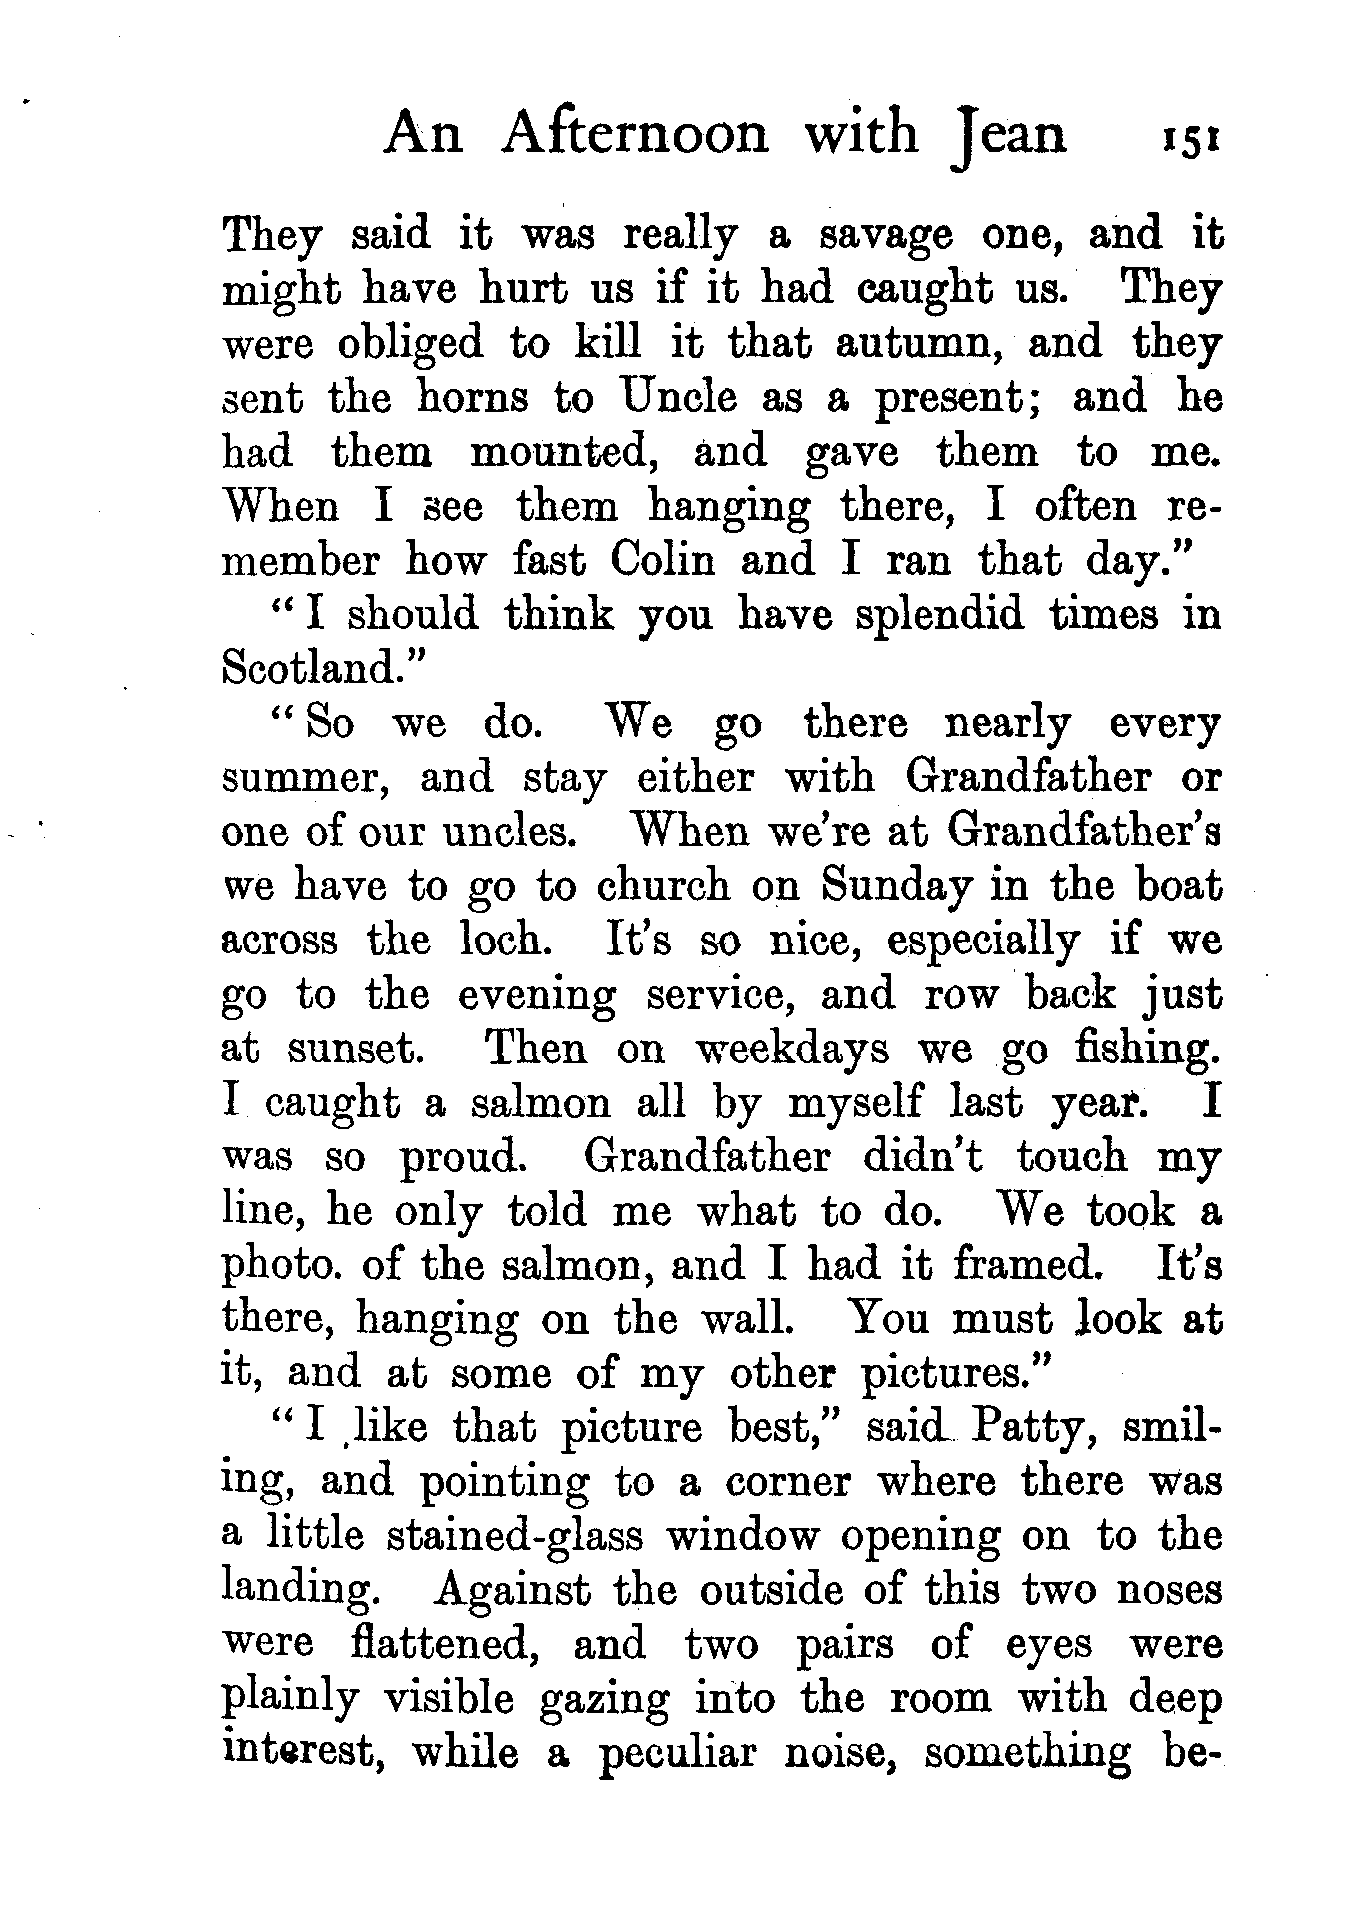 An Afternoon with Jean 151
They said it was really a savage one, and it
might have hurt us if it had caught us. They
were obliged to kill it that autumn, and they
sent the horns to Uncle as a present; and he
had them mounted, and gave them to me.
When I see them hanging there, I often re-
member how fast Colin and I ran that day.”
“I should think you have splendid times in
Scotland.”
“So we do. We go there nearly every
summer, and stay either with Grandfather or
one of our uncles. When we’re at Grandfather’s
we have to go to church on Sunday in the boat
across the loch. It’s so nice, especially if we
go to the evening service, and row back just
at sunset. Then on weekdays we go fishing.
I caught a salmon all by myself last year. I
was so proud. Grandfather didn’t touch my
line, he only told me what to do. We took a
photo. of the salmon, and I had it framed. It’s
there, hanging on the wall. You must look at
it, and at some of my other pictures.”
“I like that picture best,” said Patty, smil-
ing, and pointing to a corner where there was
a little stained-glass window opening on to the
landing. Against the outside of this two noses
were flattened, and two pairs of eyes were
plainly visible gazing into the room with deep
interest, while a peculiar noise, something be-